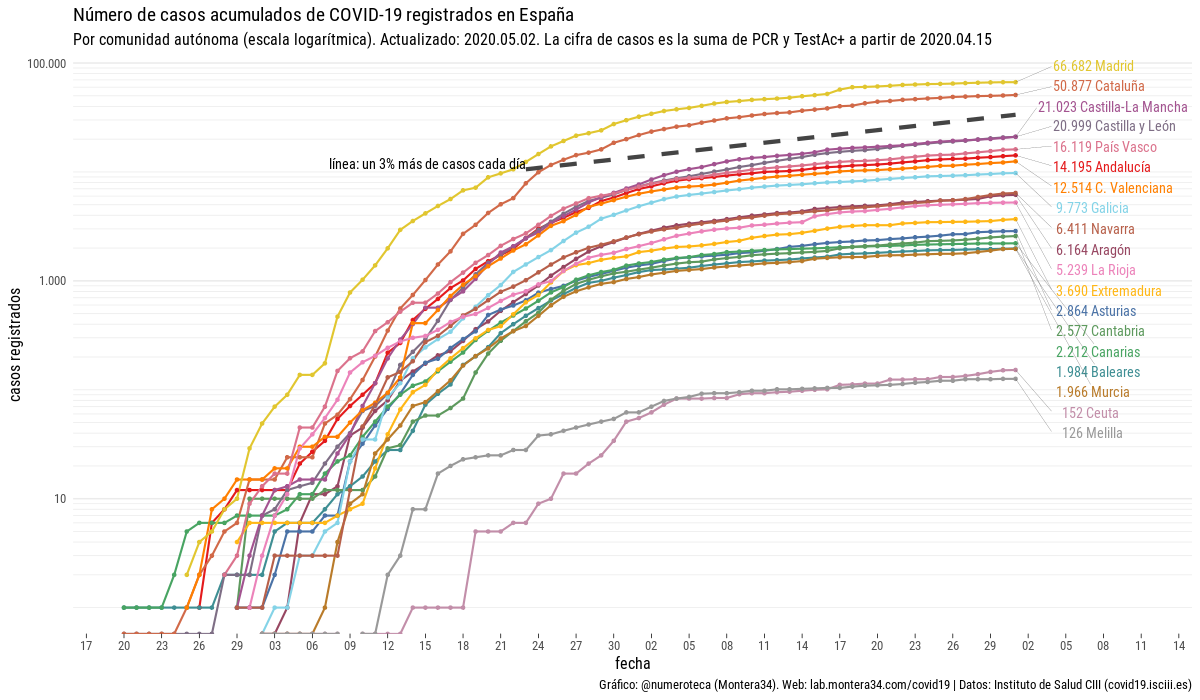 Número de casos acumulados de COVID-19 registrados en España
Por comunidad autónoma (escala logarítmica). Actualizado: 2020.05.02. La cifra de casos es la suma de PCR y TestAc+ a partir de 2020.04.15
100.000
66.682 Madrid
50.877 Cataluña
21.023 Castilla-La Mancha
20.999 Castilla y León
16.119 País Vasco
línea: un 3% más de casos cada día
14.195 Andalucía
12.514 C. Valenciana
9.773 Galicia
6.411 Navarra
6.164 Aragón
5.239 La Rioja
1.000
3.690 Extremadura
2.864 Asturias
2.577 Cantabria
2.212 Canarias
1.984 Baleares
1.966 Murcia
152 Ceuta
126 Melilla
10
casos registrados
17 20 23 26 29 03 06 09 12 15 18 21 24 27 30 02 05 08 11 14 17 20 23 26 29 02 05 08 11 14
fecha
Gráfico: @numeroteca (Montera34). Web: lab.montera34.com/covid19 | Datos: Instituto de Salud CIII (covid19.isciii.es)